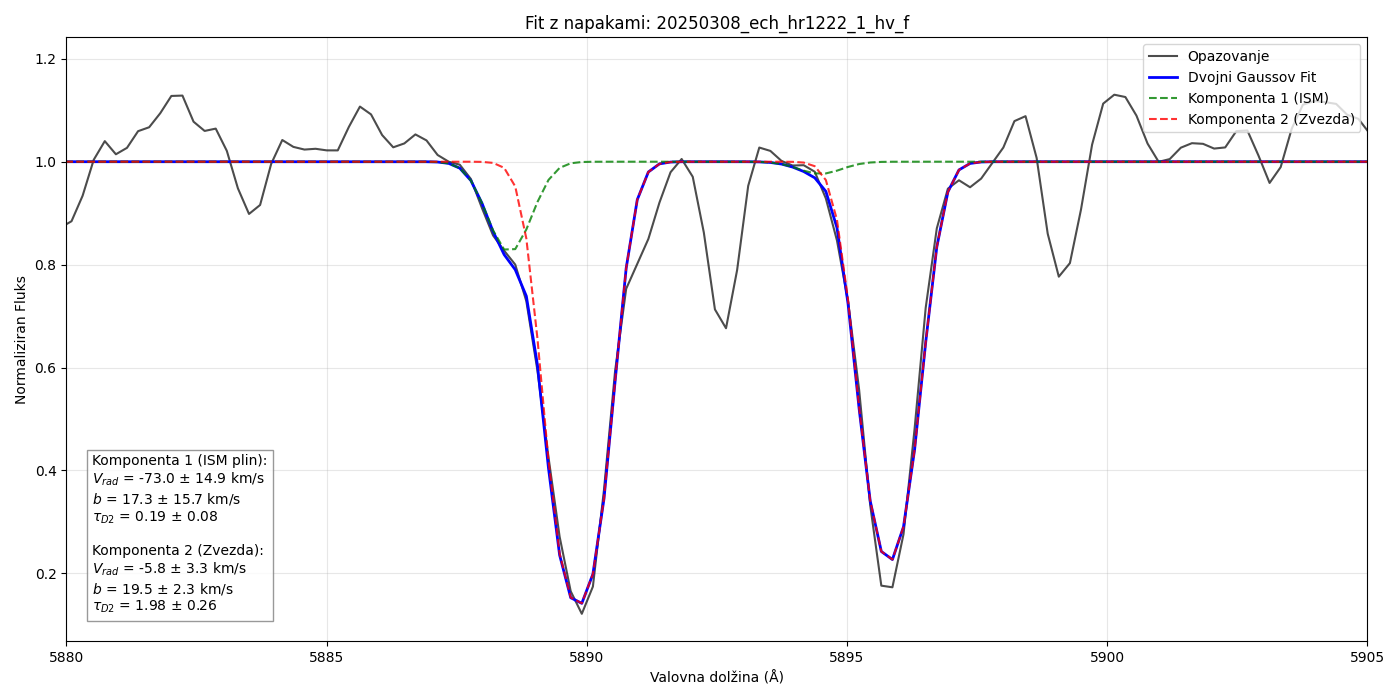 Fit z napakami: 20250308_ech_hr1222_1_hv_f
Normaliziran Fluks
1.2
1.0
0.8
0.6
0.4
0.2
Opazovanje
Dvojni Gaussov Fit
Komponenta 1 (ISM)
Komponenta 2 (Zvezda)
Komponenta 1 (ISM plin):
V_rad = -73.0 ± 14.9 km/s
b = 17.3 ± 15.7 km/s
τ_D2 = 0.19 ± 0.08
Komponenta 2 (Zvezda):
V_rad = -5.8 ± 3.3 km/s
b = 19.5 ± 2.3 km/s
τ_D2 = 1.98 ± 0.26
5880 5885 5890 5895 5900 5905
Valovna dolžina (Å)